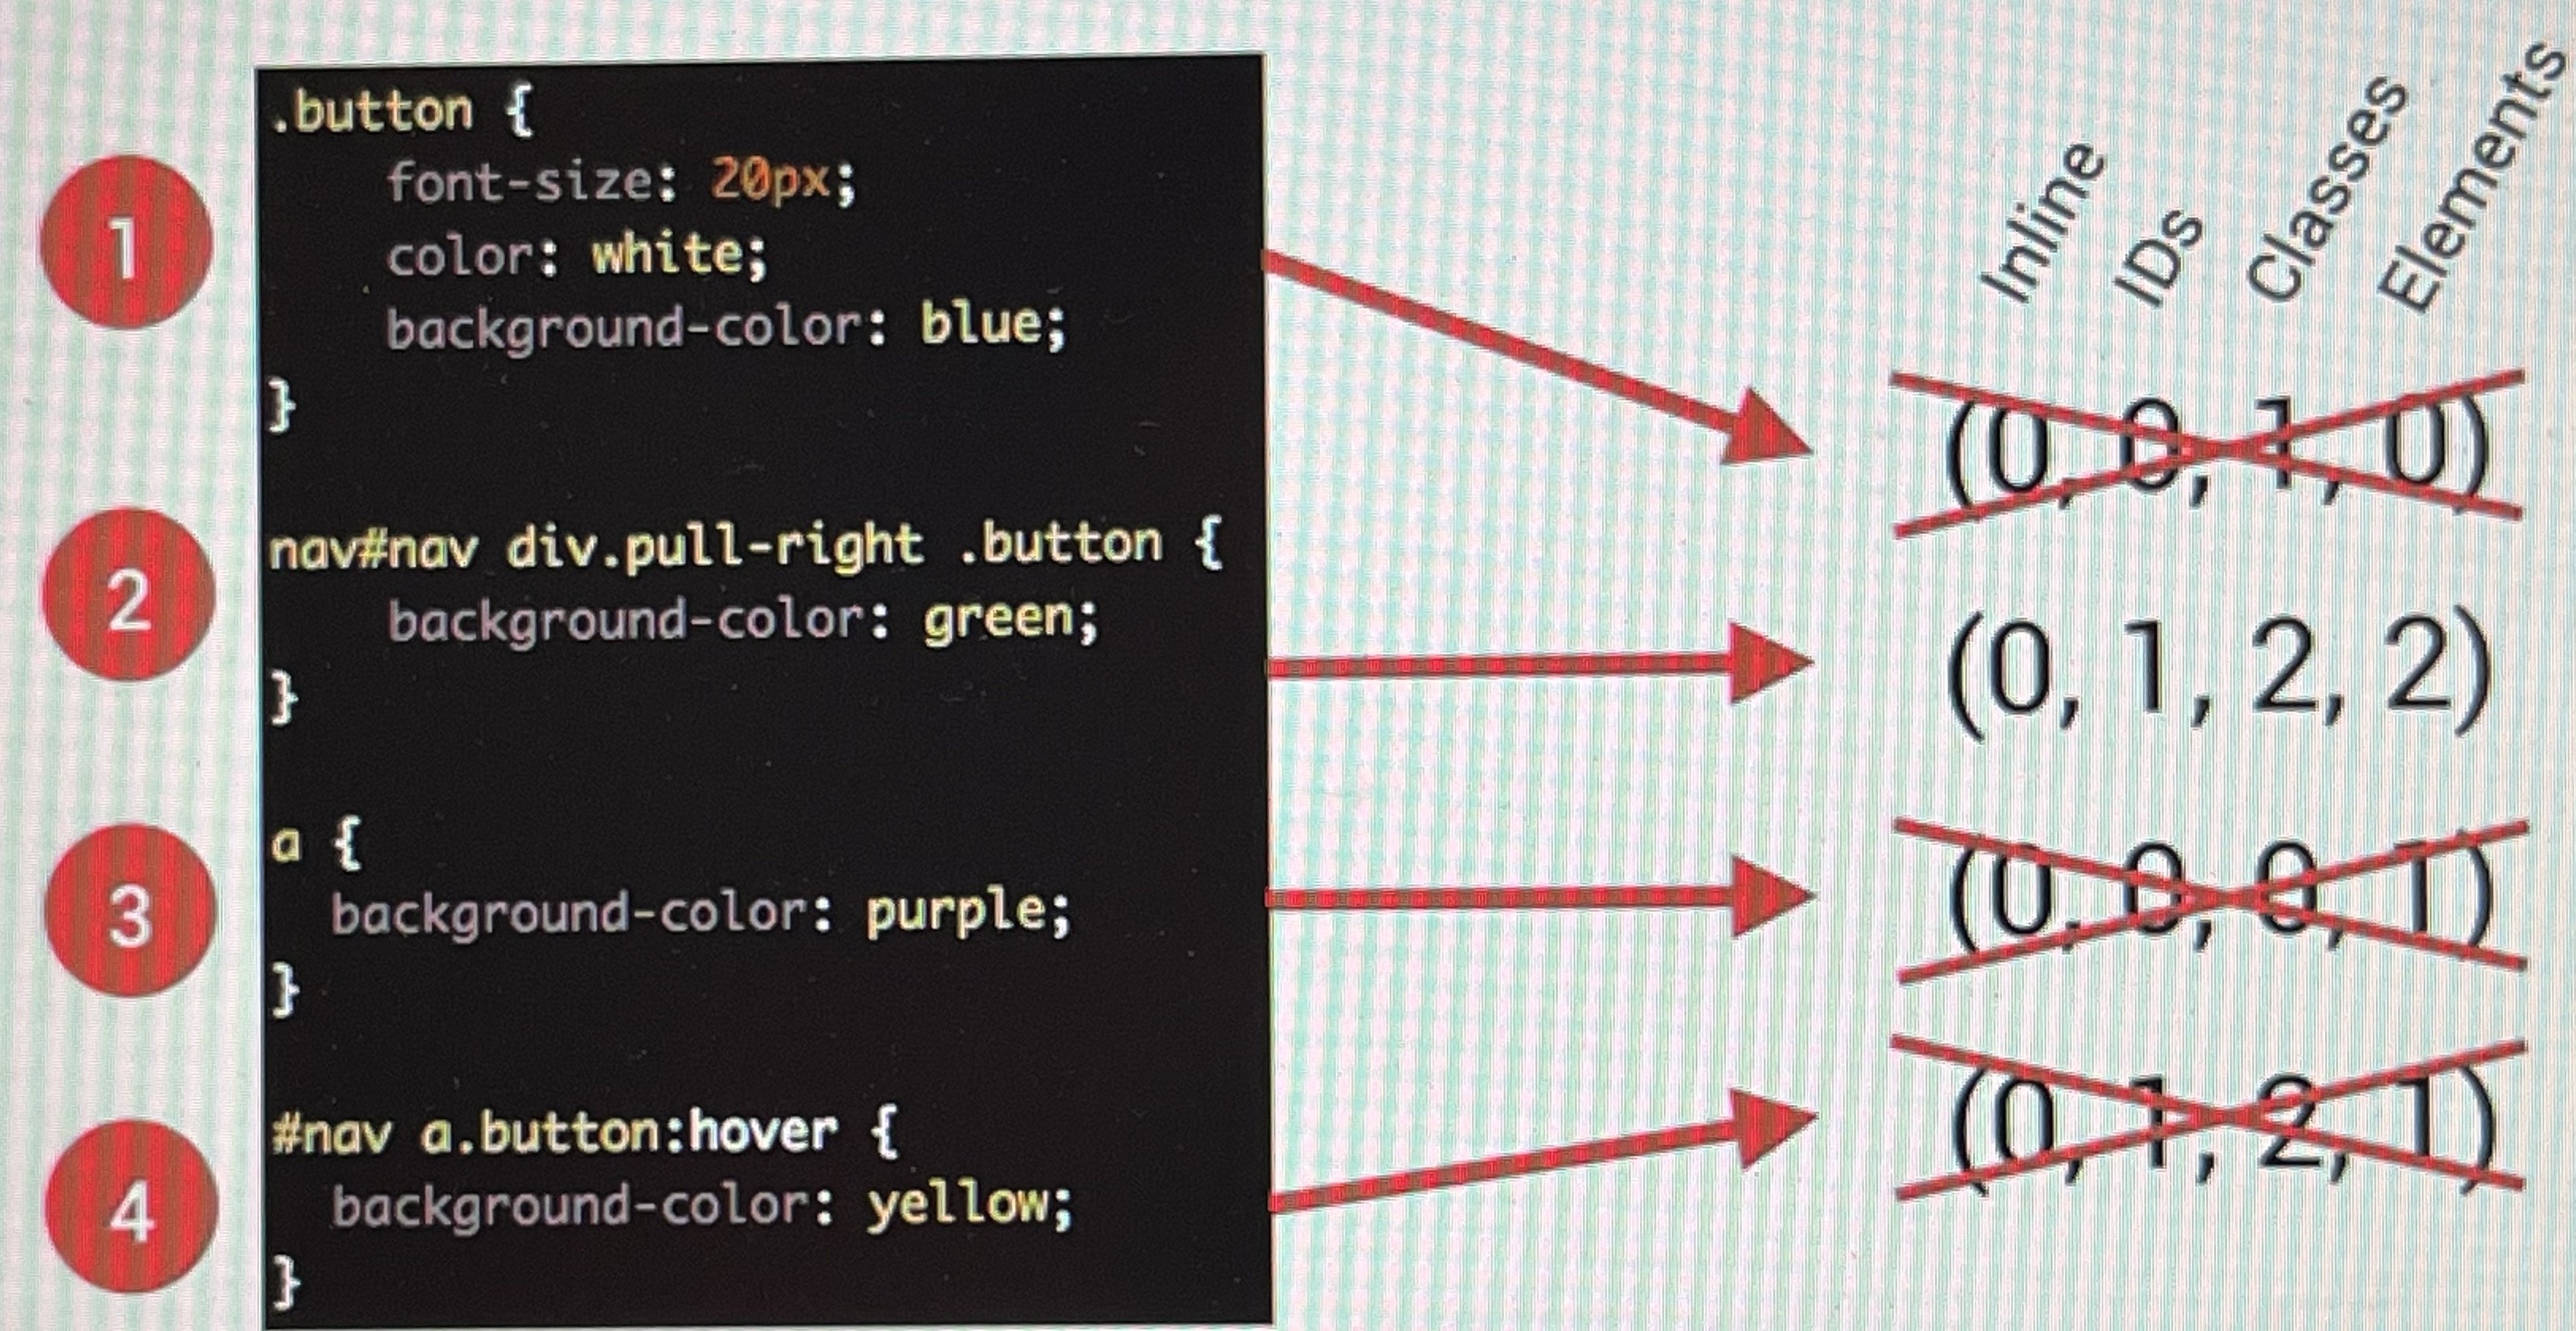 1
.button {
font-size: 20px;
color: white;
background-color: blue;
}
2
nav#nav div.pull-right .button {
background-color: green;
}
3
a {
background-color: purple;
}
4
#nav a.button:hover {
background-color: yellow;
}
Inline
IDs
Classes
Elements
(0, 0, 1, 0)
(0, 1, 2, 2)
(0, 0, 0, 1)
(0, 1, 2, 1)